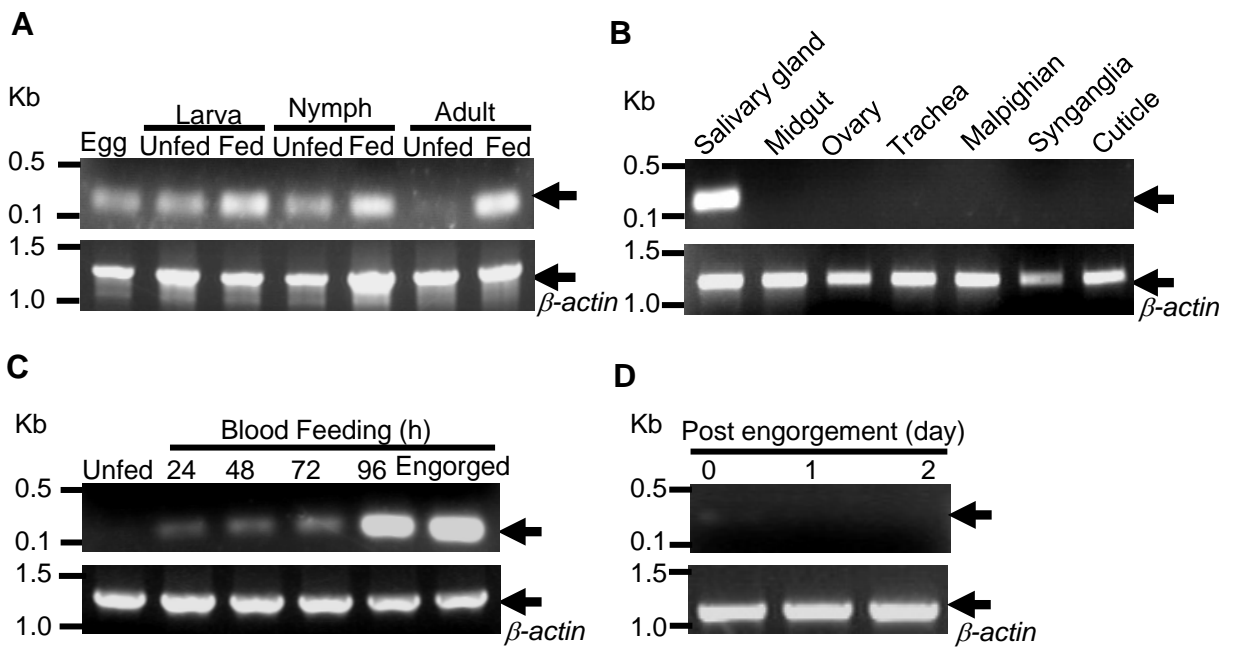 A
Kb
Larva
Nymph
Adult
Egg Unfed Fed Unfed Fed Unfed Fed
0.5
0.1
1.5
1.0
β-actin
B
Kb
Salivary gland
Midgut
Ovary
Trachea
Malpighian
Synganglia
Cuticle
0.5
0.1
1.5
1.0
β-actin
C
Kb
Blood Feeding (h)
Unfed 24 48 72 96 Engorged
0.5
0.1
1.5
1.0
β-actin
D
Kb
Post engorgement (day)
0 1 2
0.5
0.1
1.5
1.0
β-actin